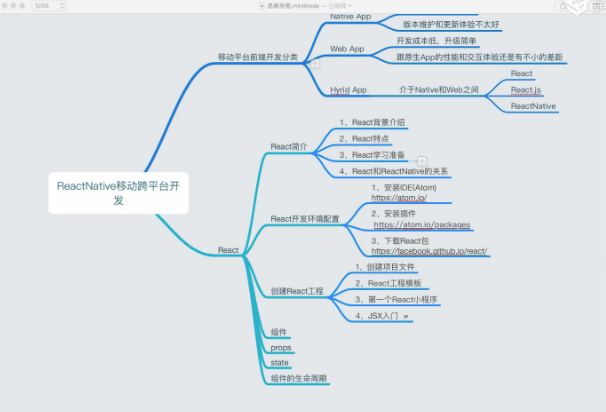 100%
思维导图.mindnode — 已编辑
Native App
版本维护和更新体验不太好
移动平台前端开发分类
Web App
开发成本低、升级简单
跟原生App的性能和交互体验还是有不小的差距
Hyrid App
介于Native和Web之间
React
React.js
ReactNative
ReactNative移动跨平台开
发
React
React简介
1、React背景介绍
2、React特点
3、React学习准备
4、React和ReactNative的关系
React开发环境配置
1、安装IDE(Atom)
https://atom.io/
2、安装插件
https://atom.io/packages
3、下载React包
https://facebook.github.io/react/
创建React工程
1、创建项目文件
2、React工程模板
3、第一个React小程序
4、JSX入门
组件
props
state
组件的生命周期